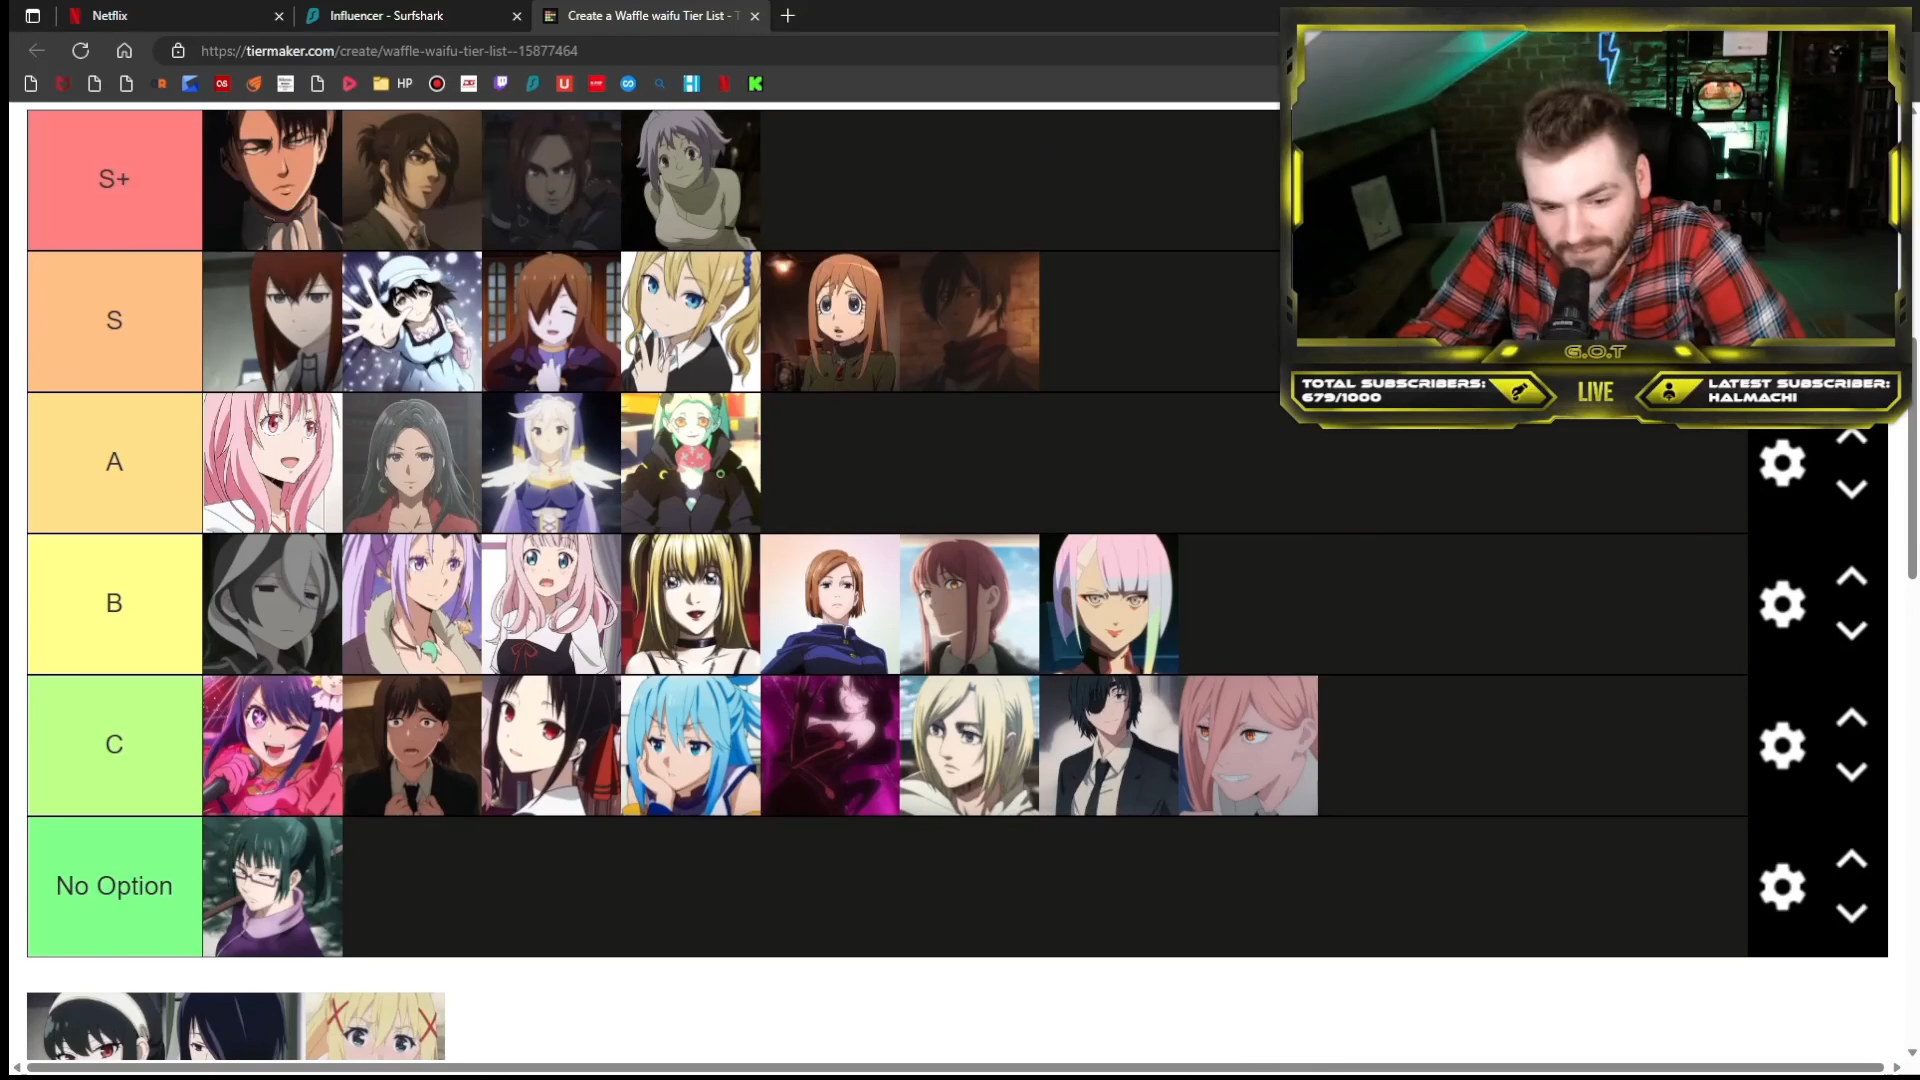 Netflix
Influencer - Surfshark
Create a Waffle waifu Tier List -
https://tiermaker.com/create/waffle-waifu-tier-list--15877464
HP
S+
S
A
B
C
No Option
G.O.T
TOTAL SUBSCRIBERS:
679/1000
LIVE
LATEST SUBSCRIBER:
HALMACHI